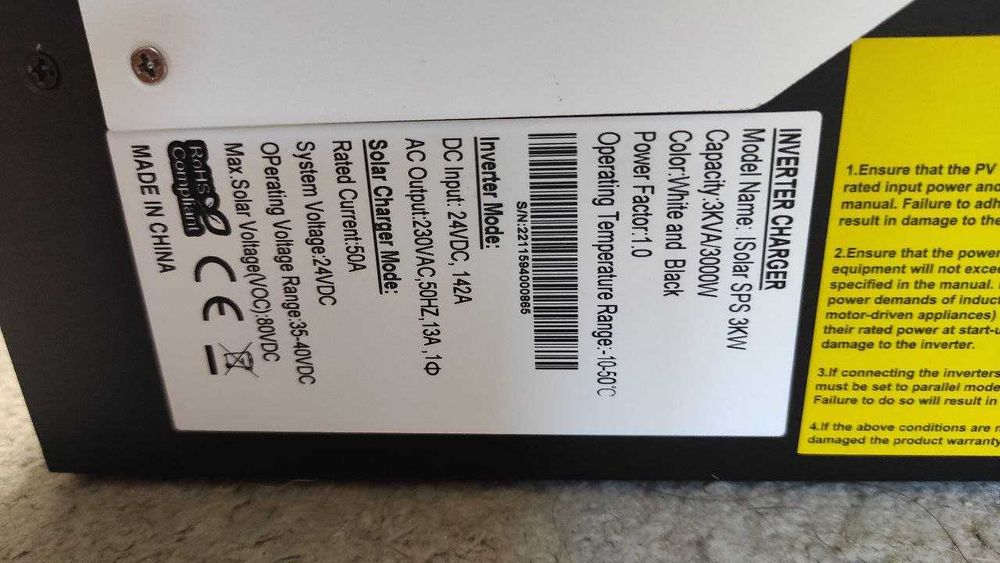 INVERTER CHARGER
Model Name: iSolar SPS 3KW
Capacity:3KVA/3000W
Color:White and Black
Power Factor:1.0
Operating Temperature Range:-10-50℃
S/N:2211594000865
Inverter Mode:
DC Input: 24VDC, 142A
AC Output:230VAC,50HZ,13A ,1Φ
Solar Charger Mode:
Rated Current:50A
System Voltage:24VDC
OPerating Voltage Range:35-40VDC
Max Solar Voltage(VOC):80VDC
RoHS
Compliant
CE
MADE IN CHINA
1.Ensure that the PV
rated input power and
manual. Failure to adh
result in damage to the
2.Ensure that the power
equipment will not excee
specified in the manual.
power demands of induct
motor-driven appliances)
their rated power at start-u
damage to the inverter.
3.If connecting the inverters
must be set to parallel mode
Failure to do so will result in
4.If the above conditions are n
damaged the product warranty